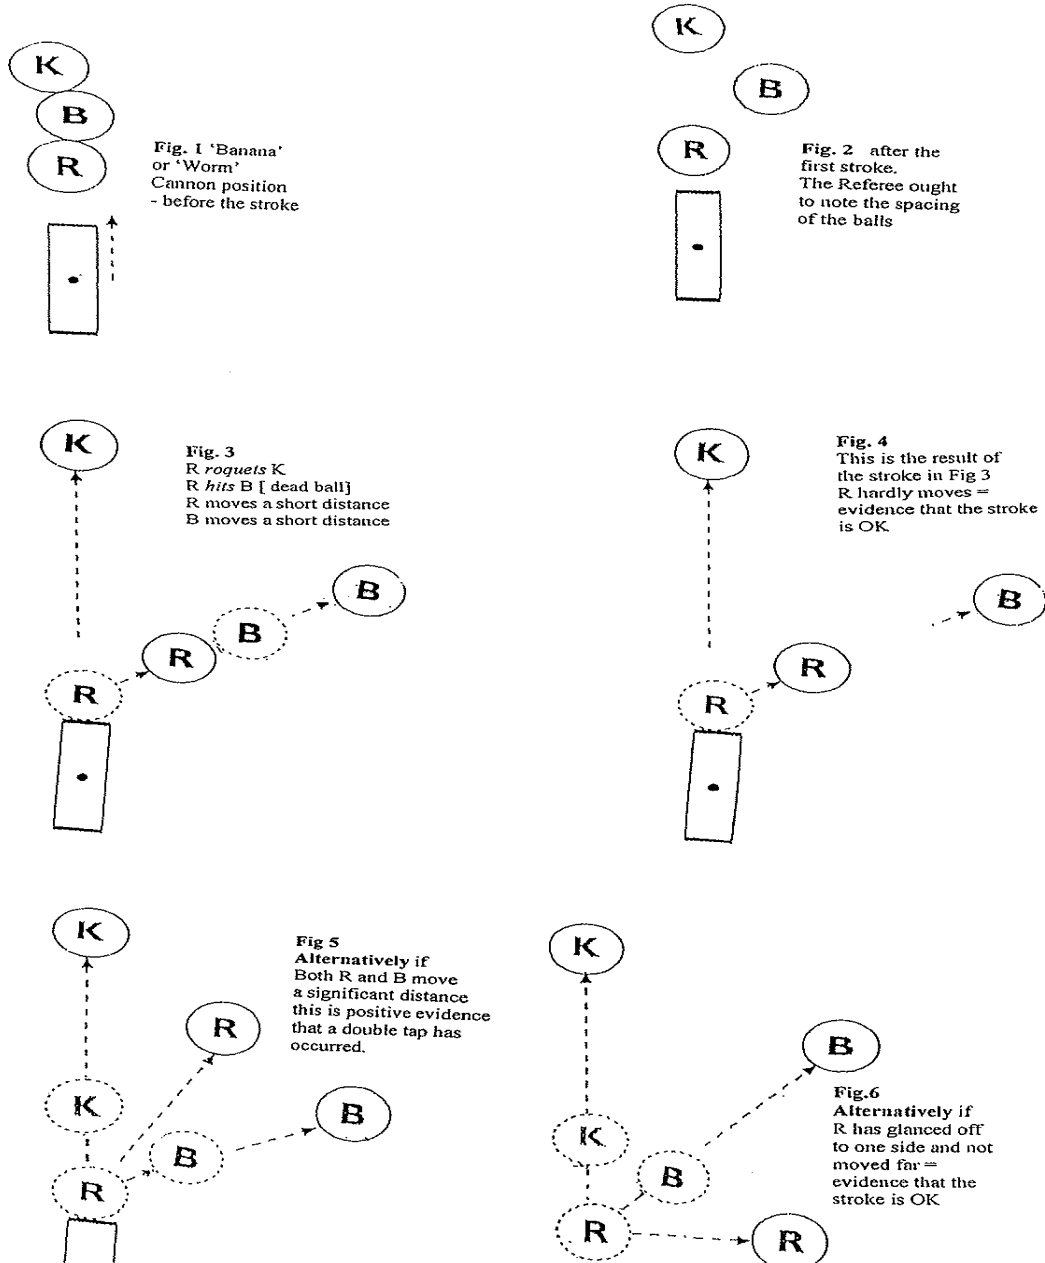 K
B
R
Fig. 1 'Banana'
or 'Worm'
Cannon position
- before the stroke
K
B
R
Fig. 2 after the
first stroke.
The Referee ought
to note the spacing
of the balls
K
Fig. 3
R roquets K
R hits B [ dead ball]
R moves a short distance
B moves a short distance
B
B
R
R
K
Fig. 4
This is the result of
the stroke in Fig 3
R hardly moves =
evidence that the stroke
is OK
B
R
R
K
Fig 5
Alternatively if
Both R and B move
a significant distance
this is positive evidence
that a double tap has
occurred.
R
K
B
B
R
K
B
Fig.6
Alternatively if
R has glanced off
to one side and not
moved far =
evidence that the
stroke is OK
K
B
R
R